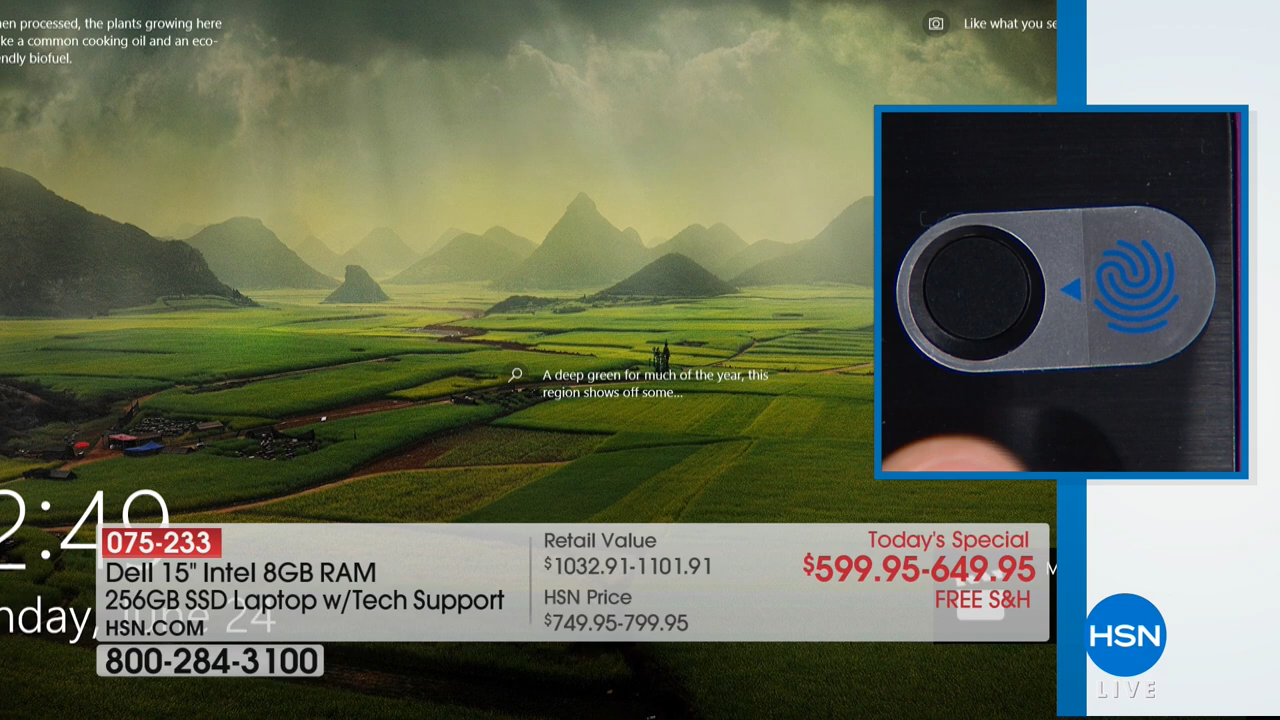 en processed, the plants growing here
ke a common cooking oil and an eco-
ndly biofuel.
Like what you se
A deep green for much of the year, this
region shows off some...
2:49
nday, June 24
075-233
Dell 15" Intel 8GB RAM
256GB SSD Laptop w/Tech Support
HSN.COM
800-284-3100
Retail Value
$1032.91-1101.91
HSN Price
$749.95-799.95
Today's Special
$599.95-649.95
FREE S&H
M
HSN
LIVE